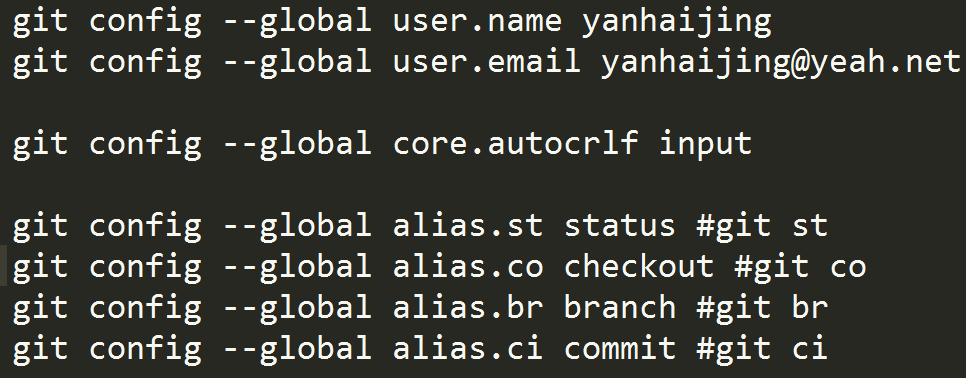 git config --global user.name yanhaijing
git config --global user.email yanhaijing@yeah.net
git config --global core.autocrlf input
git config --global alias.st status #git st
git config --global alias.co checkout #git co
git config --global alias.br branch #git br
git config --global alias.ci commit #git ci